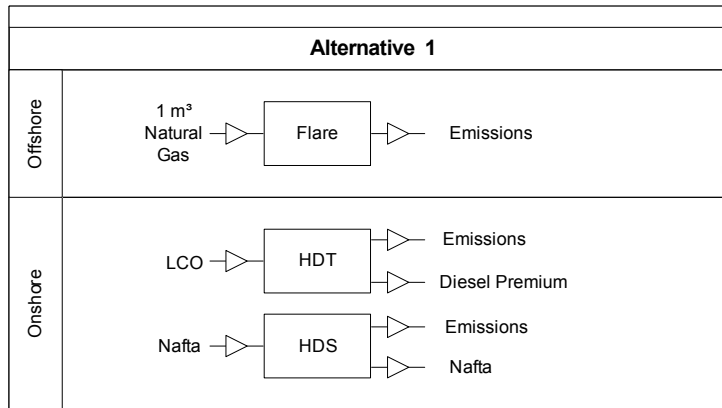 Alternative 1
Offshore
1 m³
Natural
Gas
Flare
Emissions
Onshore
LCO
HDT
Emissions
Diesel Premium
Nafta
HDS
Emissions
Nafta